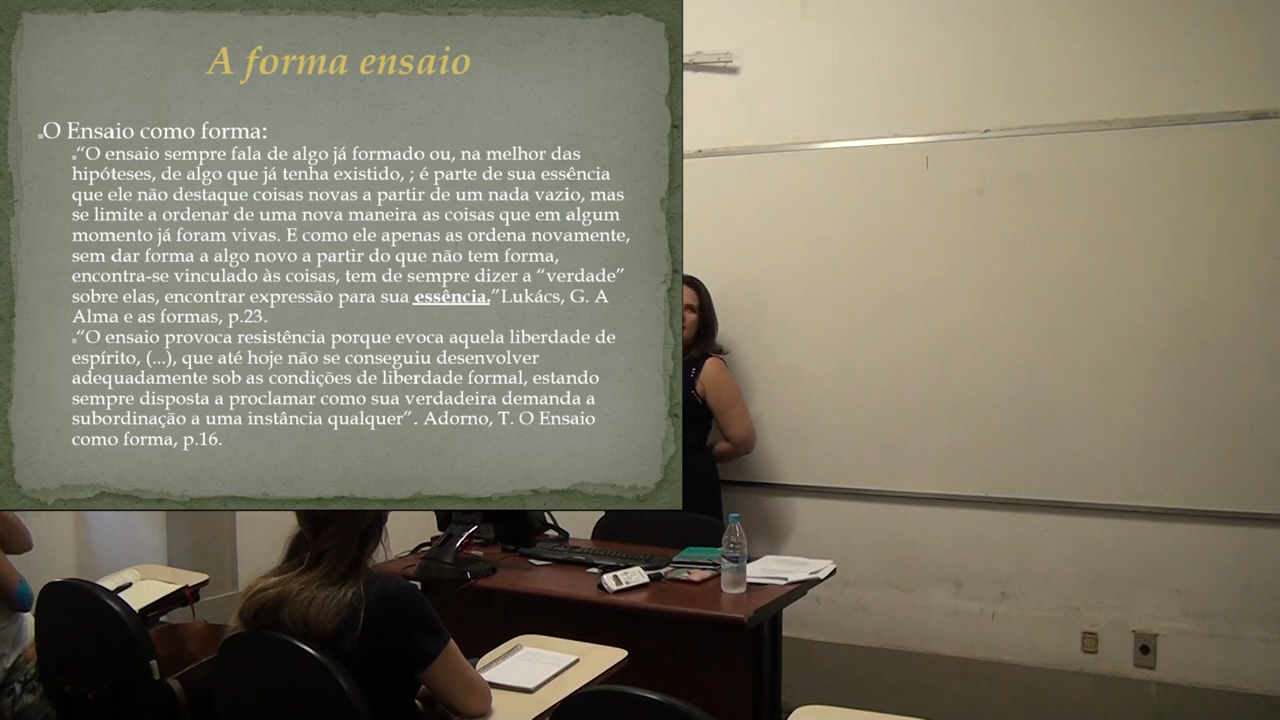 A forma ensaio
O Ensaio como forma:
“O ensaio sempre fala de algo já formado ou, na melhor das
hipóteses, de algo que já tenha existido, ; é parte de sua essência
que ele não destaque coisas novas a partir de um nada vazio, mas
se limite a ordenar de uma nova maneira as coisas que em algum
momento já foram vivas. E como ele apenas as ordena novamente,
sem dar forma a algo novo a partir do que não tem forma,
encontra-se vinculado às coisas, tem de sempre dizer a “verdade”
sobre elas, encontrar expressão para sua essência.”Lukács, G. A
Alma e as formas, p.23.
“O ensaio provoca resistência porque evoca aquela liberdade de
espírito, (...), que até hoje não se conseguiu desenvolver
adequadamente sob as condições de liberdade formal, estando
sempre disposta a proclamar como sua verdadeira demanda a
subordinação a uma instância qualquer”. Adorno, T. O Ensaio
como forma, p.16.